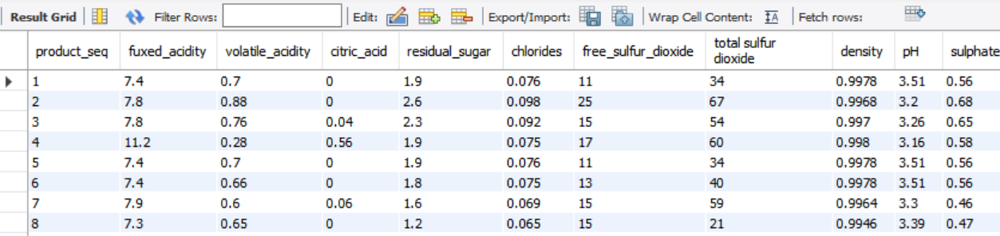 Result Grid Filter Rows: Edit: Export/Import: Wrap Cell Content: IA Fetch rows:
product_seq fuxed_acidity volatile_acidity citric_acid residual_sugar chlorides free_sulfur_dioxide total sulfur dioxide density pH sulphate
1 7.4 0.7 0 1.9 0.076 11 34 0.9978 3.51 0.56
2 7.8 0.88 0 2.6 0.098 25 67 0.9968 3.2 0.68
3 7.8 0.76 0.04 2.3 0.092 15 54 0.997 3.26 0.65
4 11.2 0.28 0.56 1.9 0.075 17 60 0.998 3.16 0.58
5 7.4 0.7 0 1.9 0.076 11 34 0.9978 3.51 0.56
6 7.4 0.66 0 1.8 0.075 13 40 0.9978 3.51 0.56
7 7.9 0.6 0.06 1.6 0.069 15 59 0.9964 3.3 0.46
8 7.3 0.65 0 1.2 0.065 15 21 0.9946 3.39 0.47